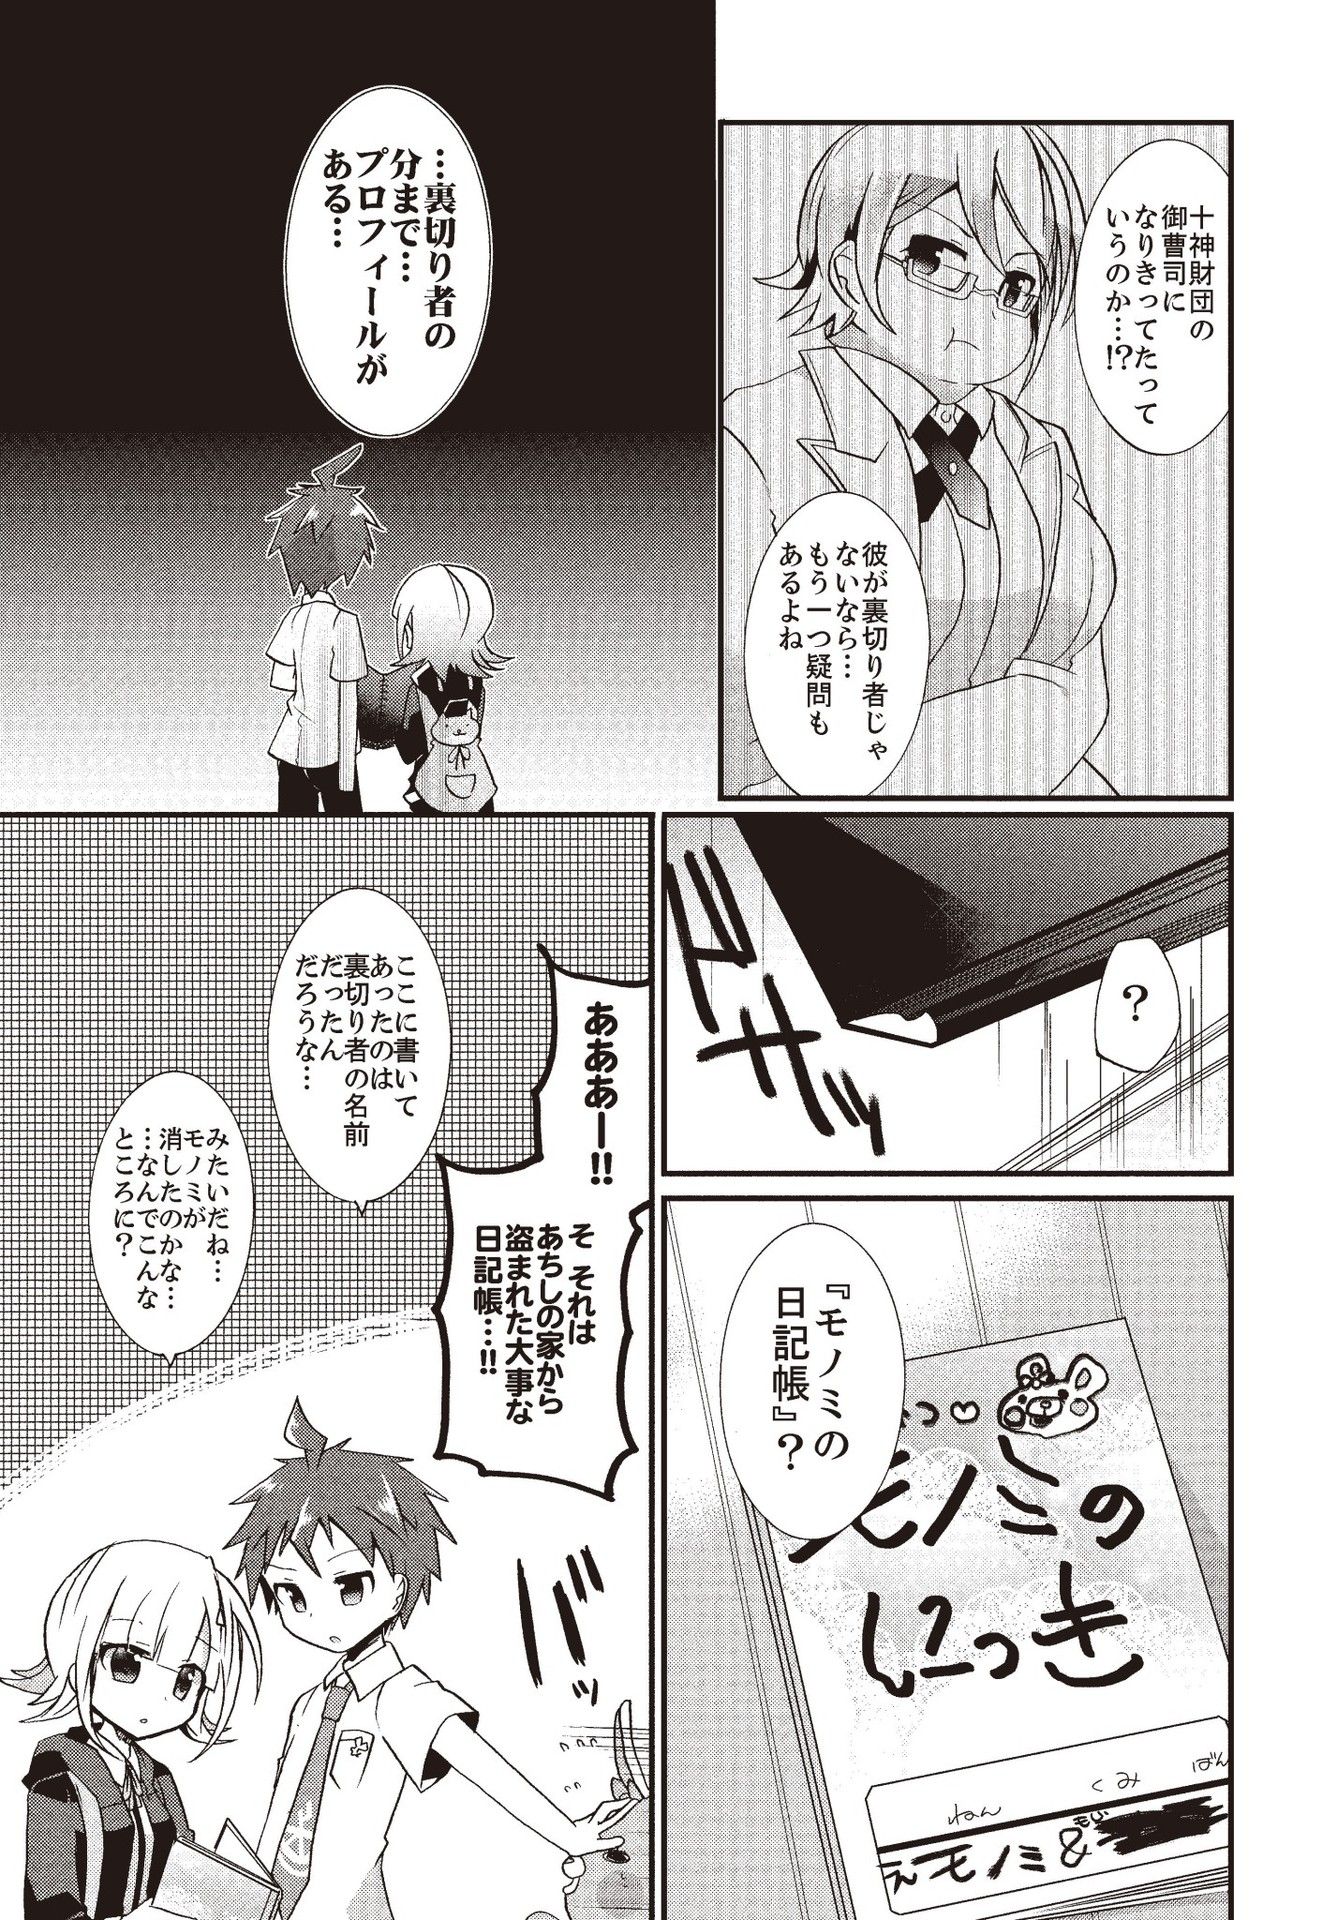 十神財団の
御曹司に
なりきってたって
いうのか…!?
彼が裏切り者じゃ
ないなら…
もう一つ疑問も
あるよね
…裏切り者の
分まで…
プロフィールが
ある…
ドサッ
?
『モノミの
日記帳』?
モノミの
にっき
ねん
くみ
ばん
モノミ&
あああー!!
そ それは
あちしの家から
盗まれた大事な
日記帳…!!
ここに書いて
あったのは
裏切り者の名前
だったん
だろうな…
みたいだね…
モノミが
消したのかな…
…なんでこんな
ところに?